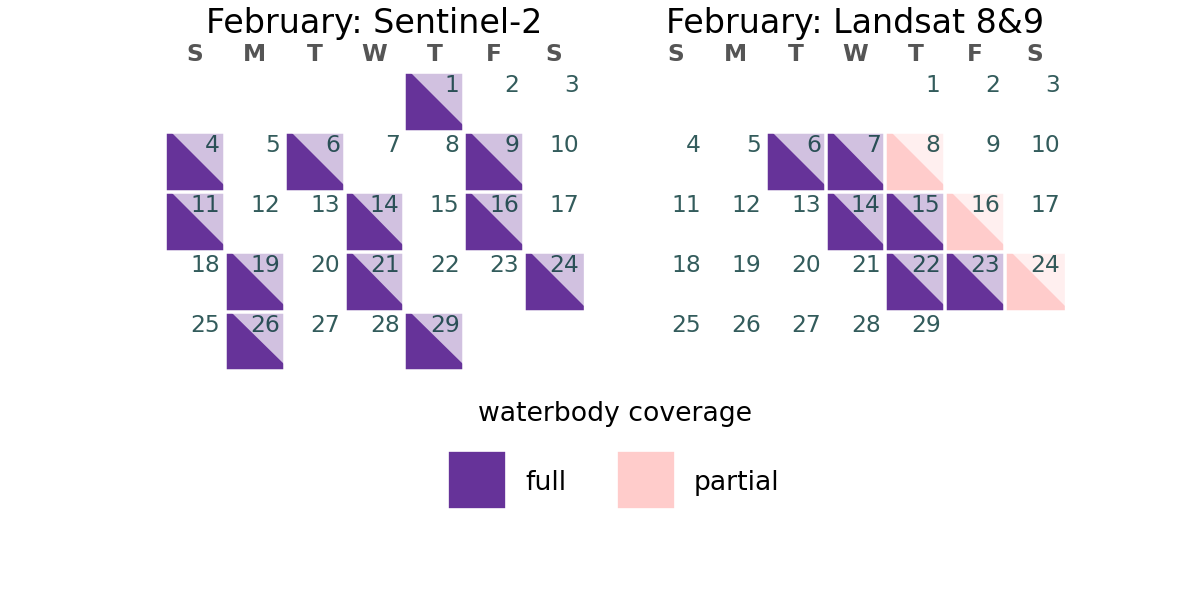 February: Sentinel-2
S M T W T F S
1 2 3
4 5 6 7 8 9 10
11 12 13 14 15 16 17
18 19 20 21 22 23 24
25 26 27 28 29
February: Landsat 8&9
S M T W T F S
1 2 3
4 5 6 7 8 9 10
11 12 13 14 15 16 17
18 19 20 21 22 23 24
25 26 27 28 29
waterbody coverage
full partial